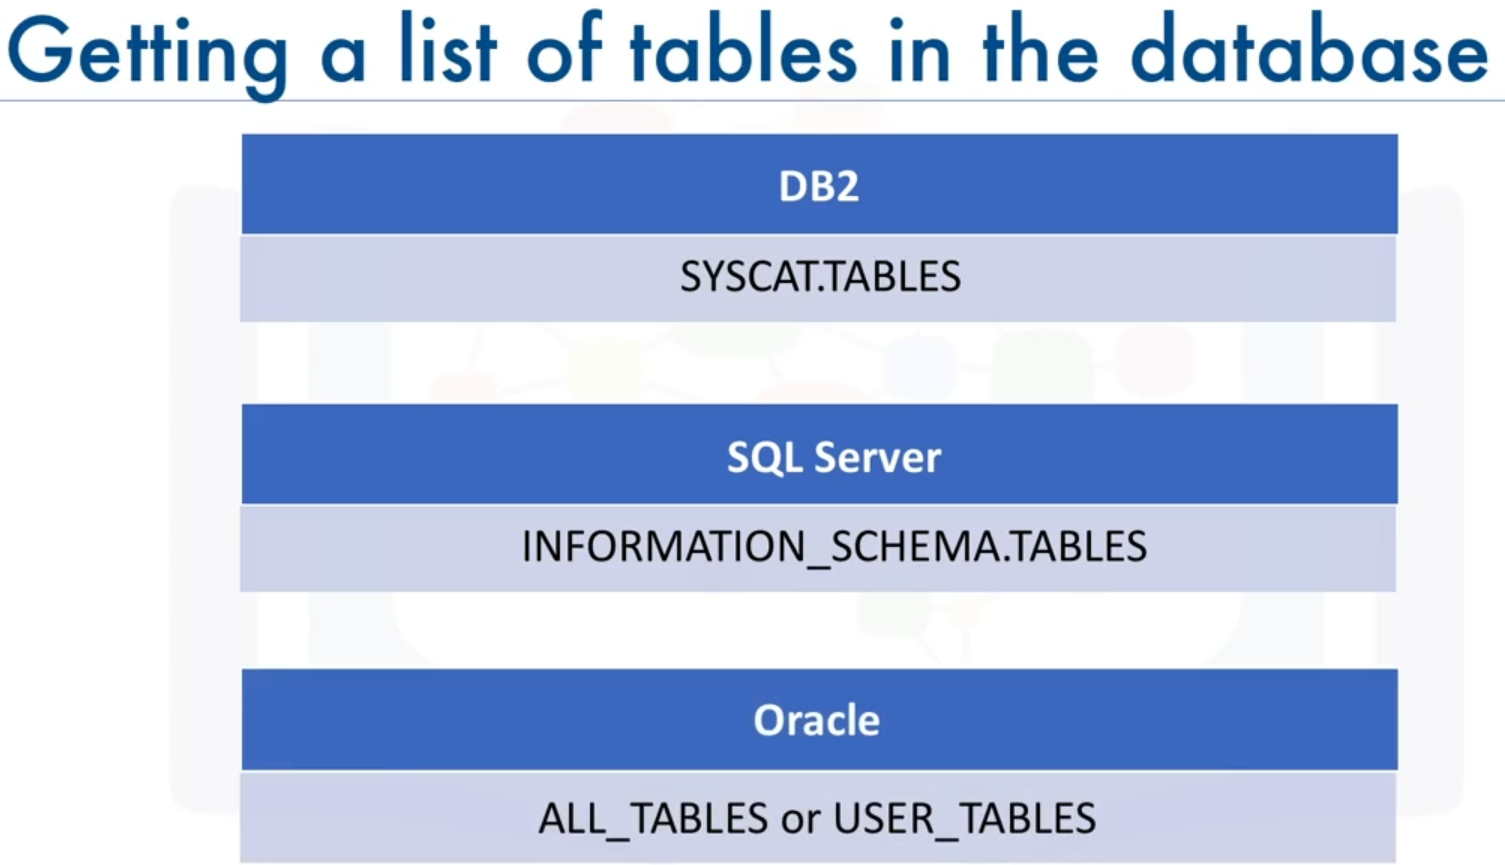 Getting a list of tables in the database
DB2
SYSCAT.TABLES
SQL Server
INFORMATION_SCHEMA.TABLES
Oracle
ALL_TABLES or USER_TABLES